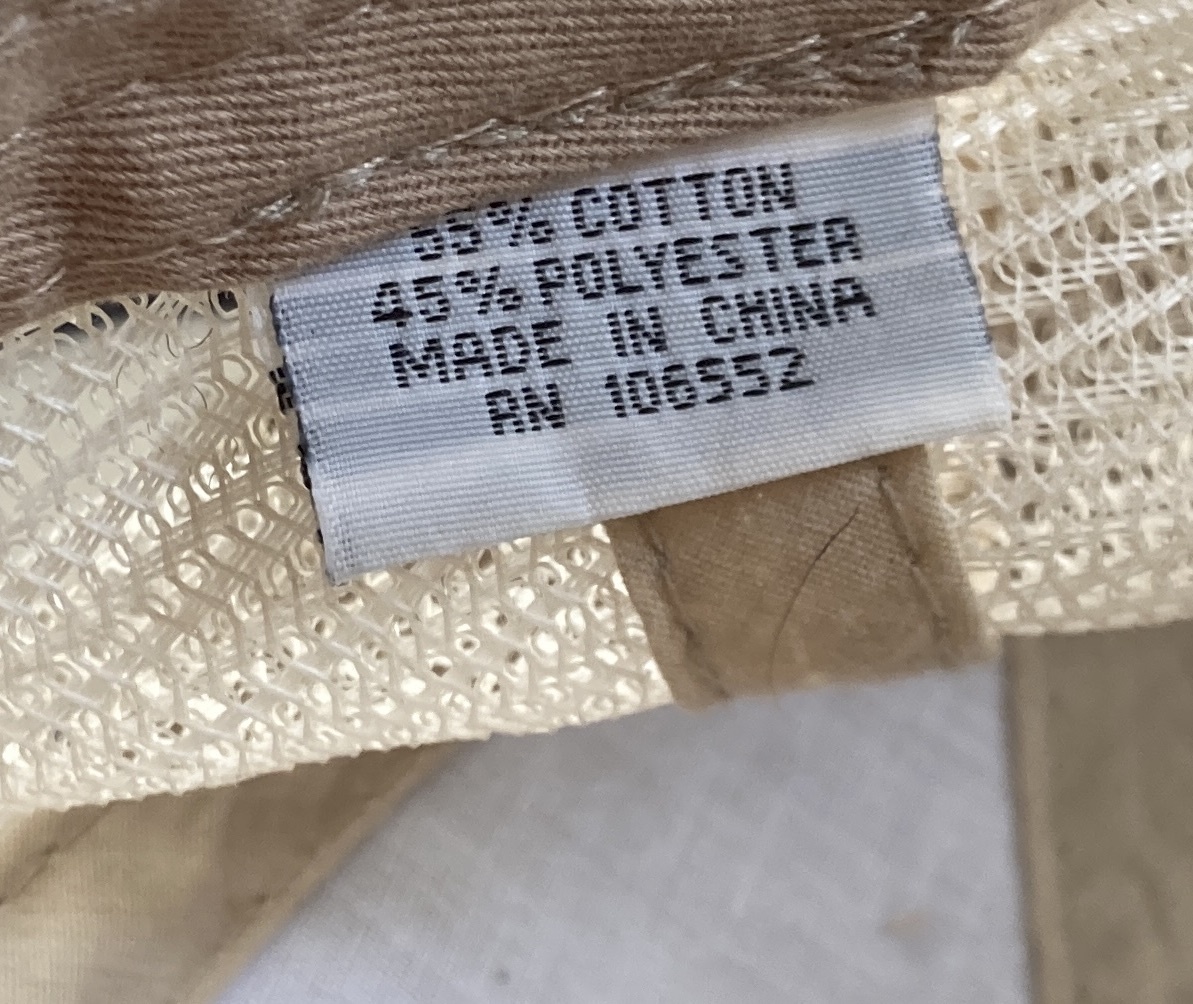 55% COTTON
45% POLYESTER
MADE IN CHINA
RN 106552